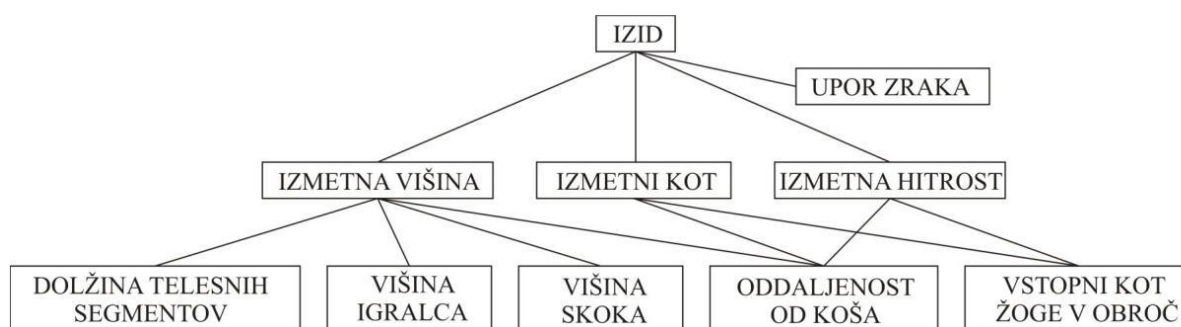 IZID
UPOR ZRAKA
IZMETNA VIŠINA
IZMETNI KOT
IZMETNA HITROST
DOLŽINA TELESNIH
SEGMENTOV
VIŠINA
IGRALCA
VIŠINA
SKOKA
ODDALJENOST
OD KOŠA
VSTOPNI KOT
ŽOGE V OBROČ